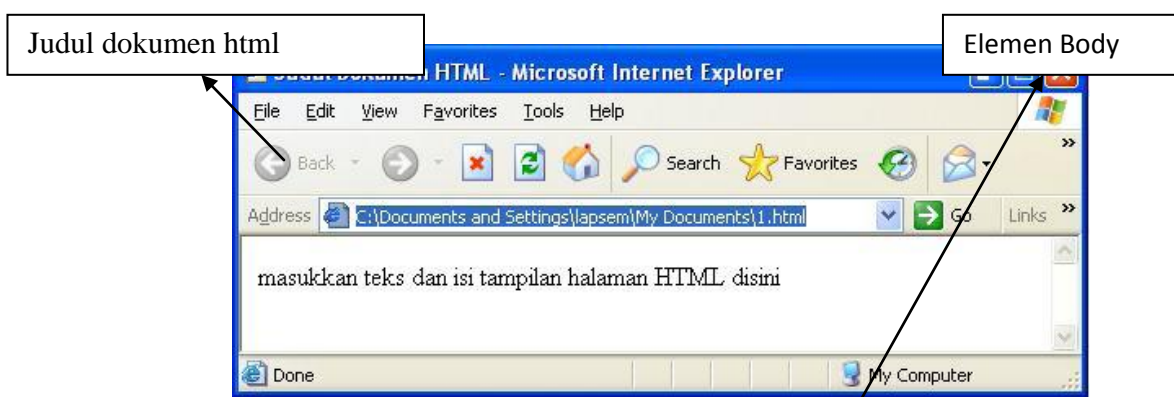 Judul dokumen html
Elemen Body
HTML - Microsoft Internet Explorer
File Edit View Favorites Tools Help
Back Search Favorites »
Address C:\Documents and Settings\lapsem\My Documents\1.html Go Links »
masukkan teks dan isi tampilan halaman HTML disini
Done My Computer